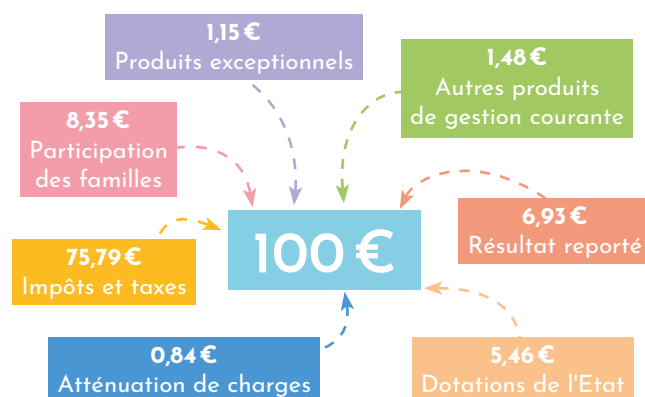 1,15 €
Produits exceptionnels
1,48 €
Autres produits
de gestion courante
8,35 €
Participation
des familles
6,93 €
Résultat reporté
100 €
75,79 €
Impôts et taxes
0,84 €
Atténuation de charges
5,46 €
Dotations de l'Etat